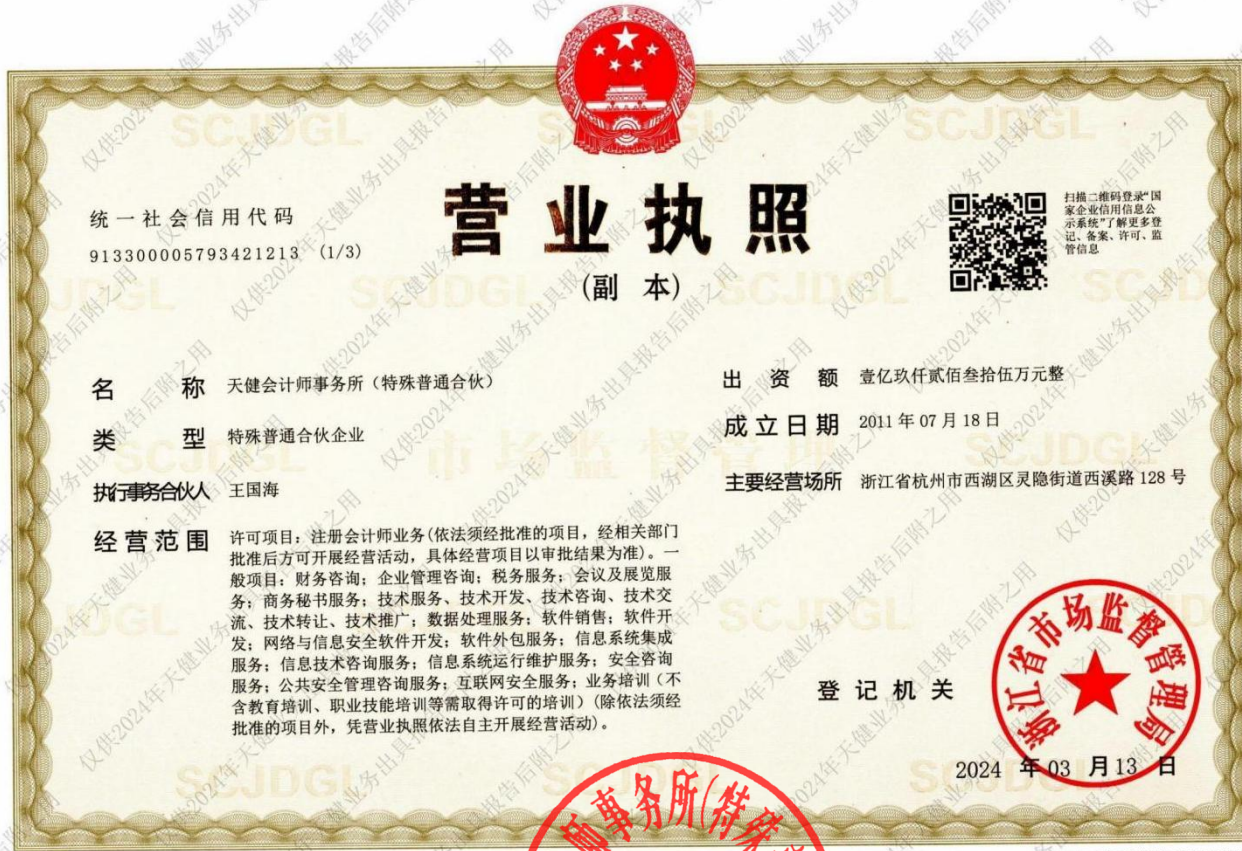 统一社会信用代码
913300005793421213 (1/3)
营业执照
(副 本)
扫描二维码登录“国
家企业信用信息公
示系统”了解更多登
记、备案、许可、监
管信息
名 称 天健会计师事务所（特殊普通合伙）
类 型 特殊普通合伙企业
执行事务合伙人 王国海
经营范围 许可项目：注册会计师业务(依法须经批准的项目，经相关部门
批准后方可开展经营活动，具体经营项目以审批结果为准)。一
般项目：财务咨询；企业管理咨询；税务服务；会议及展览服
务；商务秘书服务；技术服务、技术开发、技术咨询、技术交
流、技术转让、技术推广；数据处理服务；软件销售；软件开
发；网络与信息安全软件开发；软件外包服务；信息系统集成
服务；信息技术咨询服务；信息系统运行维护服务；安全咨询
服务；公共安全管理咨询服务；互联网安全服务；业务培训（不
含教育培训、职业技能培训等需取得许可的培训）(除依法须经
批准的项目外，凭营业执照依法自主开展经营活动)。
出 资 额 壹亿玖仟贰佰叁拾伍万元整
成立日期 2011年07月18日
主要经营场所 浙江省杭州市西湖区灵隐街道西溪路128号
登记机关
浙江省市场监督管理局
2024 年 03 月 13 日
师事务所(特殊
仅供2024年天健业务出具报告后附之用
SCJDGL
市场监督管理